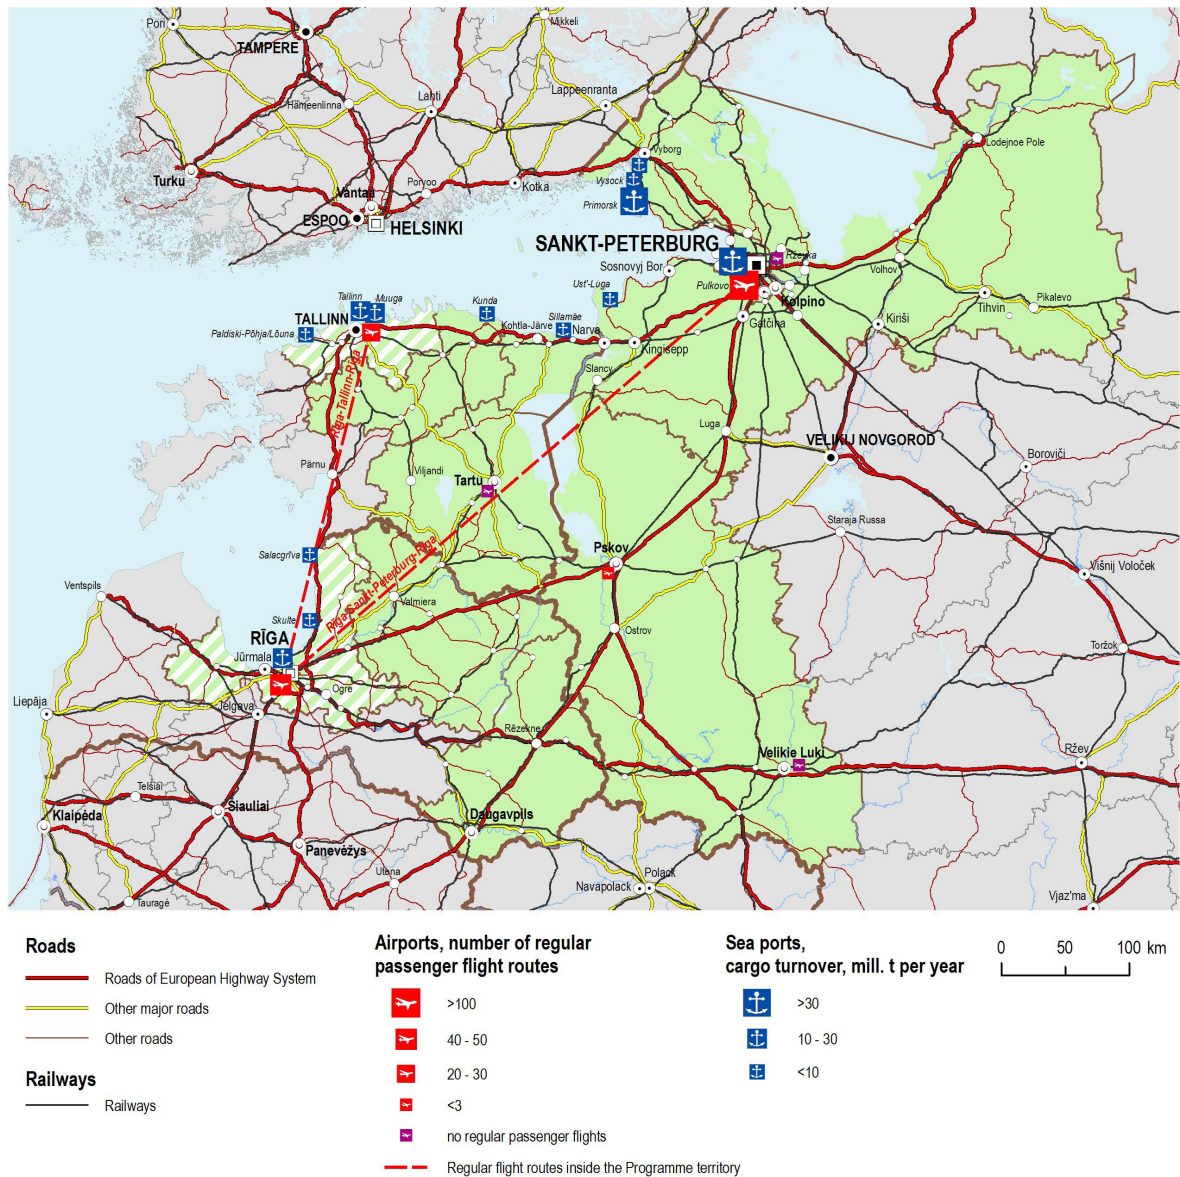 Pori
Mikkeli
TAMPERE
Lappeenranta
Hämeenlinna
Lahti
Lodejnoe Pole
Vyborg
Turku
Vysock
Vantaa
Porvoo
Kotka
Primorsk
ESPOO
HELSINKI
SANKT-PETERBURG
Rževka
Sosnovyj Bor
Volhov
Pulkovo
Ust'-Luga
Kolpino
Tallinn
Muuga
Kunda
Pikalevo
Tihvin
TALLINN
Sillamäe
Gatčina
Kiriši
Paldiski-Põhja/Lõuna
Kohtla-Järve
Narva
Kingisepp
Slancy
Rīga-Tallinn-Rīga
Luga
VELIKIJ NOVGOROD
Pärnu
Viljandi
Tartu
Boroviči
Staraja Russa
Salacgrīva
Rīga-Sankt-Peterburg-Rīga
Pskov
Višnij Voloček
Ventspils
Valmiera
Skulte
Ostrov
RĪGA
Toržok
Jūrmala
Ogre
Liepāja
Jelgava
Rēzekne
Velikie Luki
Ržev
Telšiai
Klaipėda
Šiauliai
Daugavpils
Panevėžys
Utena
Polack
Navapolack
Tauragė
Vjaz'ma
Roads
Roads of European Highway System
Other major roads
Other roads
Railways
Railways
Airports, number of regular
passenger flight routes
>100
40 - 50
20 - 30
<3
no regular passenger flights
Regular flight routes inside the Programme territory
Sea ports,
cargo turnover, mill. t per year
>30
10 - 30
<10
0 50 100 km